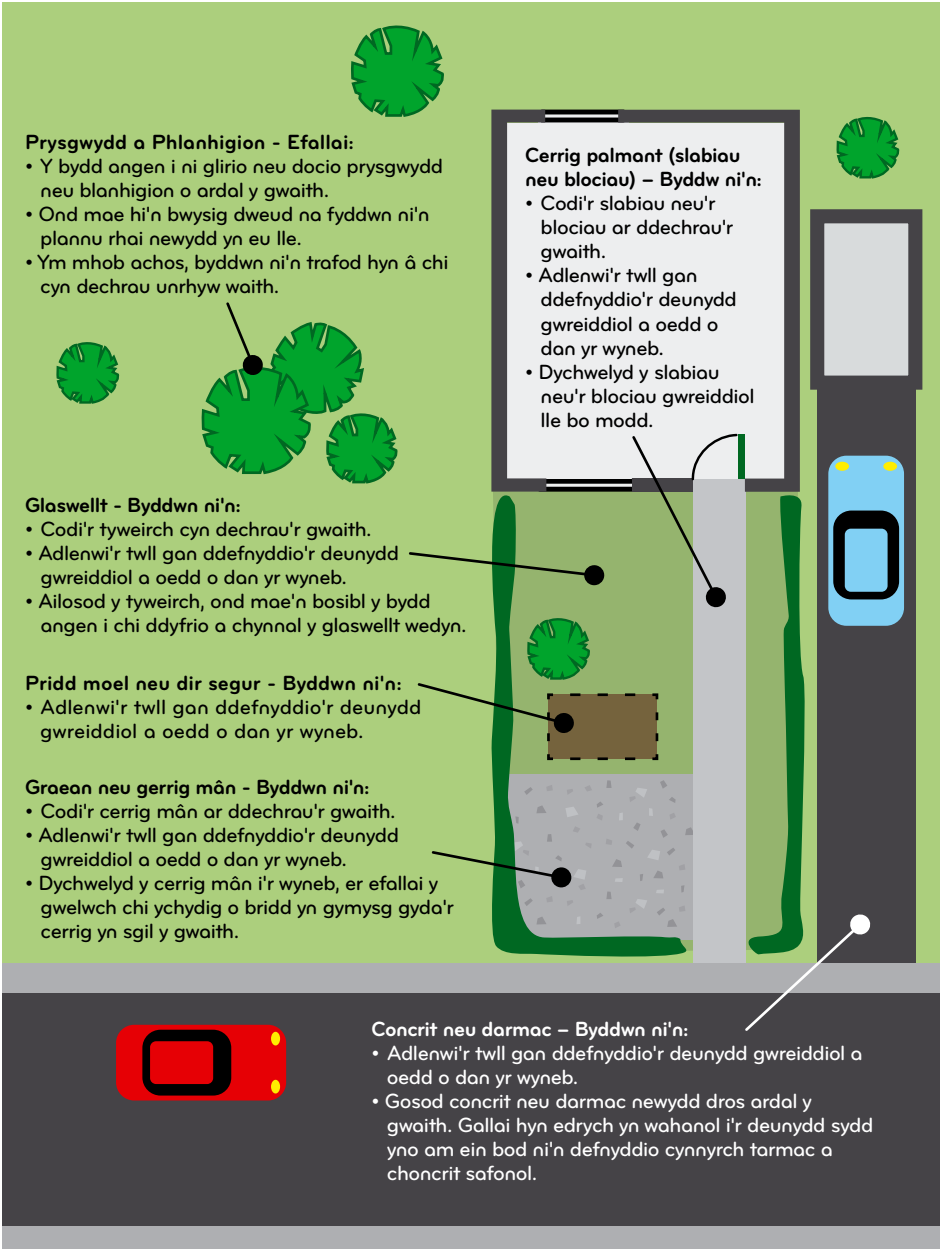 Prysgwydd a Phlanhigion - Efallai:
• Y bydd angen i ni glirio neu docio prysgwydd
neu blanhigion o ardal y gwaith.
• Ond mae hi'n bwysig dweud na fyddwn ni'n
plannu rhai newydd yn eu lle.
• Ym mhob achos, byddwn ni'n trafod hyn â chi
cyn dechrau unrhyw waith.
Cerrig palmant (slabiau
neu blociau) – Byddw ni'n:
• Codi'r slabiau neu'r
blociau ar ddechrau'r
gwaith.
• Adlenwi'r twll gan
ddefnyddio'r deunydd
gwreiddiol a oedd o
dan yr wyneb.
• Dychwelyd y slabiau
neu'r blociau gwreiddiol
lle bo modd.
Glaswellt - Byddwn ni'n:
• Codi'r tyweirch cyn dechrau'r gwaith.
• Adlenwi'r twll gan ddefnyddio'r deunydd
gwreiddiol a oedd o dan yr wyneb.
• Ailosod y tyweirch, ond mae'n bosibl y bydd
angen i chi ddyfrio a chynnal y glaswellt wedyn.
Pridd moel neu dir segur - Byddwn ni'n:
• Adlenwi'r twll gan ddefnyddio'r deunydd
gwreiddiol a oedd o dan yr wyneb.
Graean neu gerrig mân - Byddwn ni'n:
• Codi'r cerrig mân ar ddechrau'r gwaith.
• Adlenwi'r twll gan ddefnyddio'r deunydd
gwreiddiol a oedd o dan yr wyneb.
• Dychwelyd y cerrig mân i'r wyneb, er efallai y
gwelwch chi ychydig o bridd yn gymysg gyda'r
cerrig yn sgil y gwaith.
Concrit neu darmac – Byddwn ni'n:
• Adlenwi'r twll gan ddefnyddio'r deunydd gwreiddiol a
oedd o dan yr wyneb.
• Gosod concrit neu darmac newydd dros ardal y
gwaith. Gallai hyn edrych yn wahanol i'r deunydd sydd
yno am ein bod ni'n defnyddio cynnyrch tarmac a
choncrit safonol.